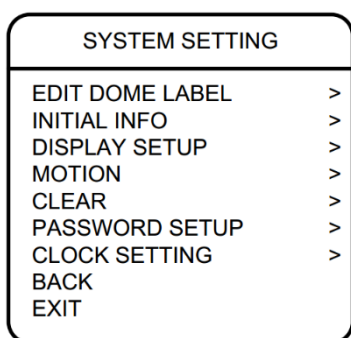 SYSTEM SETTING
EDIT DOME LABEL >
INITIAL INFO >
DISPLAY SETUP >
MOTION >
CLEAR >
PASSWORD SETUP >
CLOCK SETTING >
BACK
EXIT